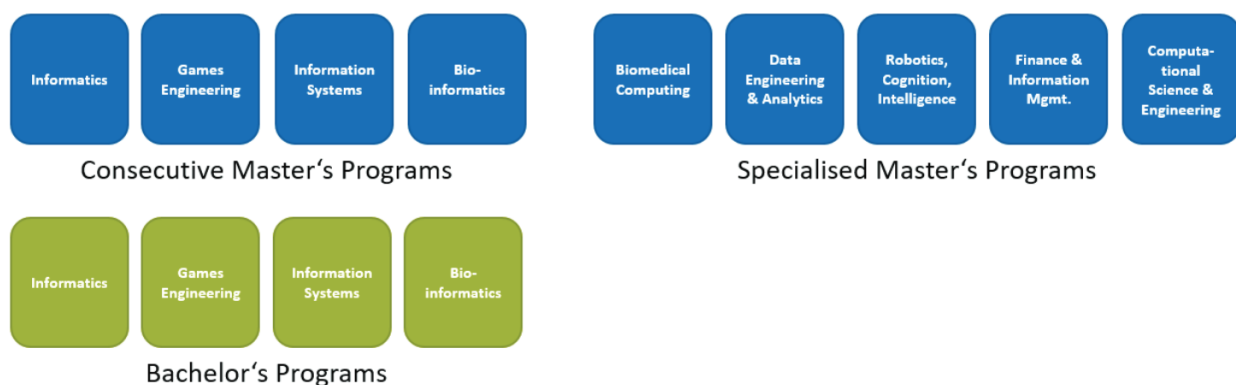 Informatics
Games
Engineering
Information
Systems
Bio-
informatics
Consecutive Master‘s Programs
Biomedical
Computing
Data
Engineering
& Analytics
Robotics,
Cognition,
Intelligence
Finance &
Information
Mgmt.
Computa-
tional
Science &
Engineering
Specialised Master‘s Programs
Informatics
Games
Engineering
Information
Systems
Bio-
informatics
Bachelor‘s Programs